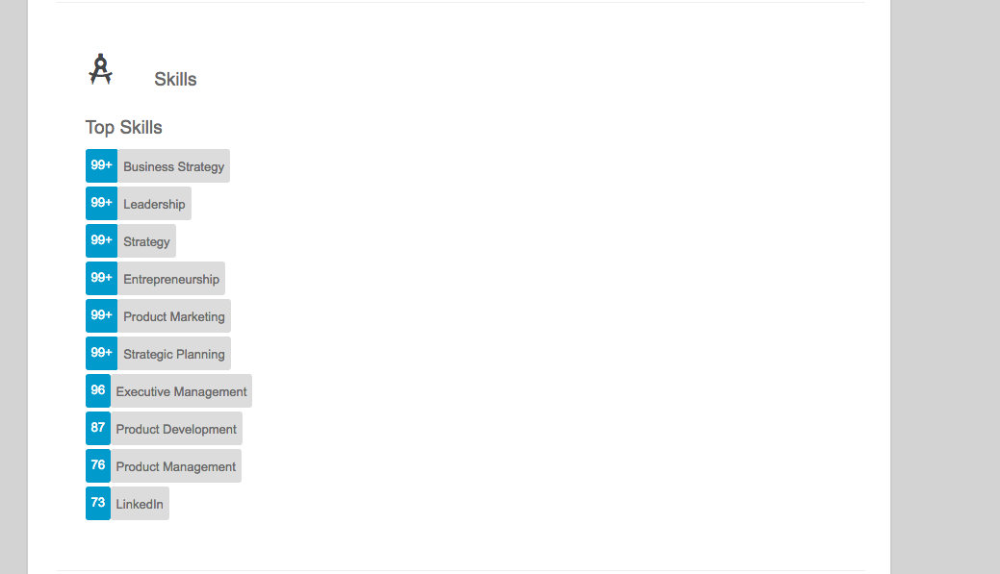 Skills
Top Skills
99+ Business Strategy
99+ Leadership
99+ Strategy
99+ Entrepreneurship
99+ Product Marketing
99+ Strategic Planning
96 Executive Management
87 Product Development
76 Product Management
73 LinkedIn